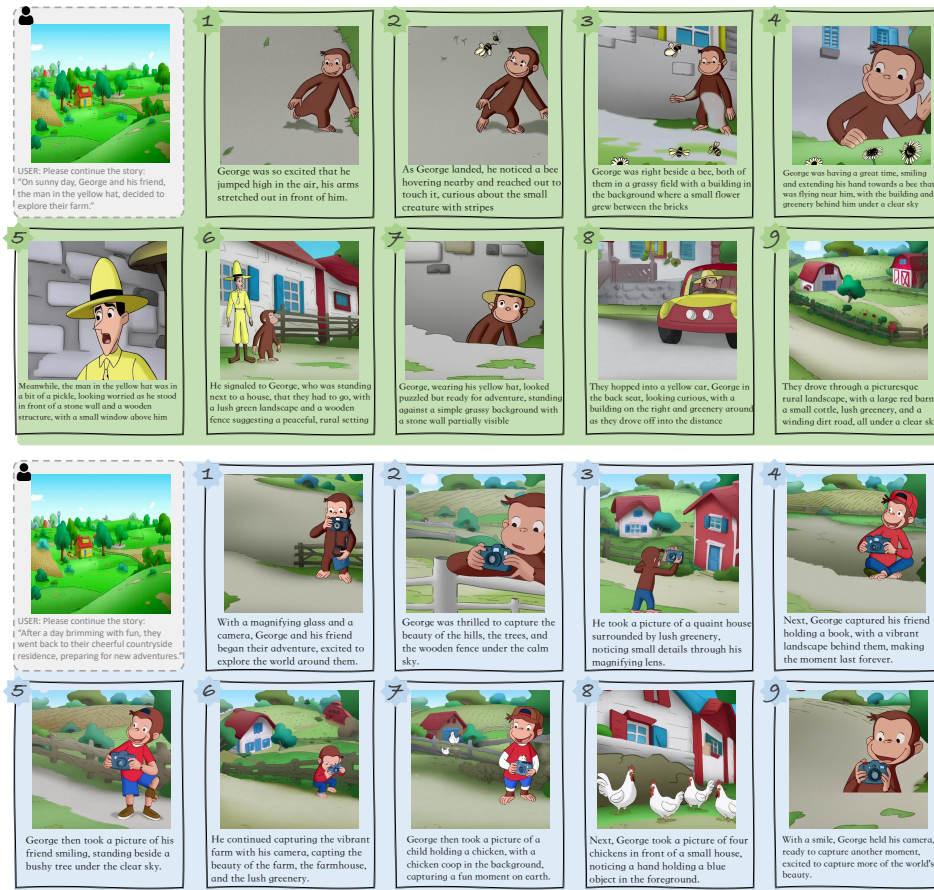 USER: Please continue the story:
"On sunny day, George and his friend,
the man in the yellow hat, decided to
explore their farm."
1
George was so excited that he
jumped high in the air, his arms
stretched out in front of him.
2
As George landed, he noticed a bee
hovering nearby and reached out to
touch it, curious about the small
creature with stripes
3
George was right beside a bee, both of
them in a grassy field with a building in
the background where a small flower
grew between the bricks
4
George was having a great time, smiling
and extending his hand towards a bee that
was flying near him, with the building and
greenery behind him under a clear sky
5
Meanwhile, the man in the yellow hat was in
a bit of a pickle, looking worried as he stood
in front of a stone wall and a wooden
structure, with a small window above him
6
He signaled to George, who was standing
next to a house, that they had to go, with
a lush green landscape and a wooden
fence suggesting a peaceful, rural setting
7
George, wearing his yellow hat, looked
puzzled but ready for adventure, standing
against a simple grassy background with
a stone wall partially visible
8
They hopped into a yellow car, George in
the back seat, looking curious, with a
building on the right and greenery around
as they drove off into the distance
9
They drove through a picturesque
rural landscape, with a large red barn
a small cottle, lush greenery, and a
winding dirt road, all under a clear sk
USER: Please continue the story:
"After a day brimming with fun, they
went back to their cheerful countryside
residence, preparing for new adventures."
1
With a magnifying glass and a
camera, George and his friend
began their adventure, excited to
explore the world around them.
2
George was thrilled to capture the
beauty of the hills, the trees, and
the wooden fence under the calm
sky.
3
He took a picture of a quaint house
surrounded by lush greenery,
noticing small details through his
magnifying lens.
4
Next, George captured his friend
holding a book, with a vibrant
landscape behind them, making
the moment last forever.
5
George then took a picture of his
friend smiling, standing beside a
bushy tree under the clear sky.
6
He continued capturing the vibrant
farm with his camera, capting the
beauty of the farm, the farmhouse,
and the lush greenery.
7
George then took a picture of a
child holding a chicken, with a
chicken coop in the background,
capturing a fun moment on earth.
8
Next, George took a picture of four
chickens in front of a small house,
noticing a hand holding a blue
object in the foreground.
9
With a smile, George held his camera,
ready to capture another moment,
excited to capture more of the world's
beauty.